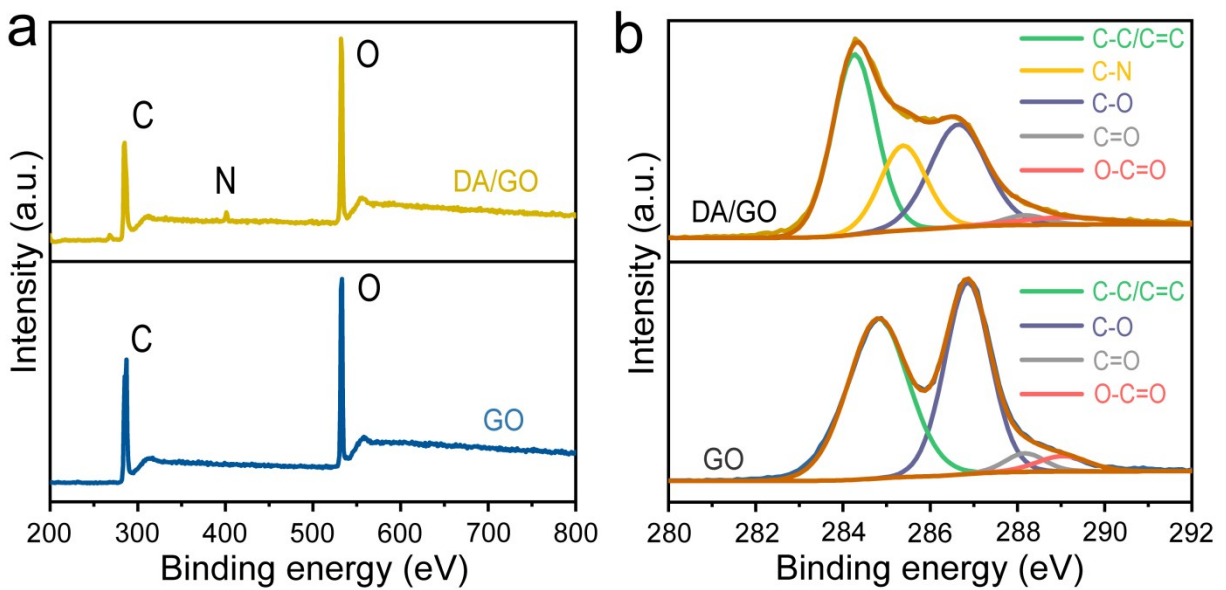 a
Intensity (a.u.)
C
N
O
DA/GO
C
O
GO
200 300 400 500 600 700 800
Binding energy (eV)
b
Intensity (a.u.)
C-C/C=C
C-N
C-O
C=O
O-C=O
DA/GO
C-C/C=C
C-O
C=O
O-C=O
GO
280 282 284 286 288 290 292
Binding energy (eV)